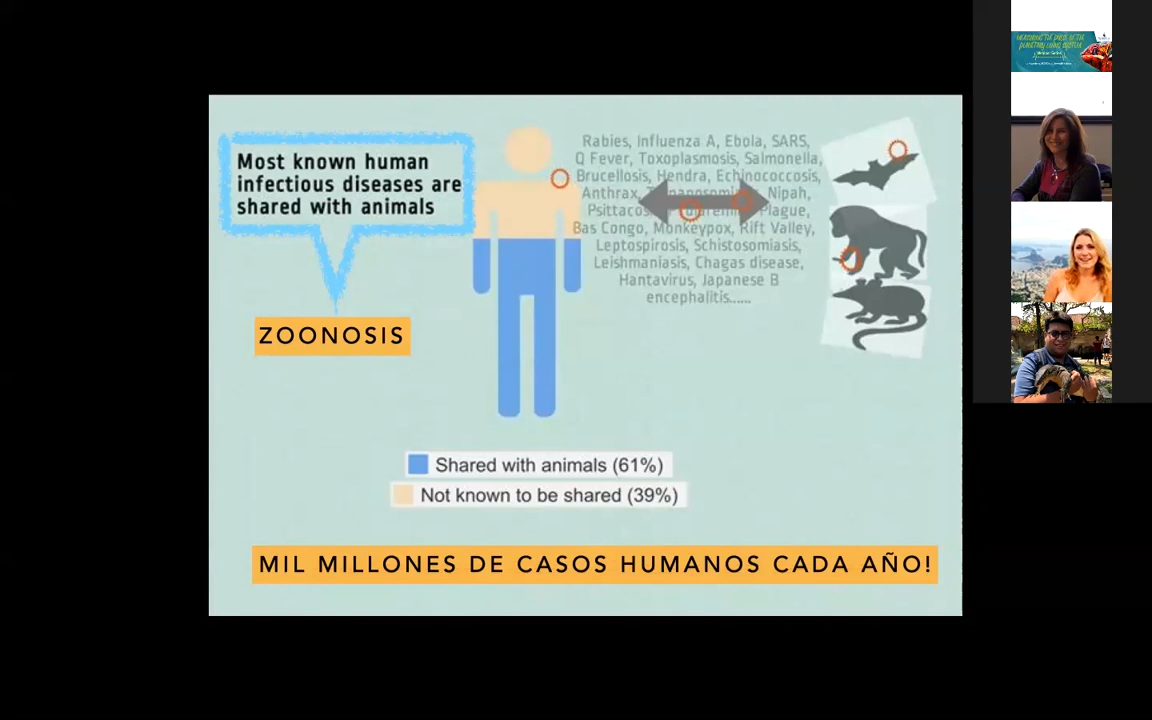 Most known human
infectious diseases are
shared with animals
ZOONOSIS
Rabies, Influenza A, Ebola, SARS,
Q Fever, Toxoplasmosis, Salmonella,
Brucellosis, Hendra, Echinococcosis,
Anthrax, Nipah,
Plague,
Bas Congo, Monkeypox, Rift Valley,
Leptospirosis, Schistosomiasis,
Leishmaniasis, Chagas disease,
Hantavirus, Japanese B
encephalitis......
Shared with animals (61%)
Not known to be shared (39%)
MIL MILLONES DE CASOS HUMANOS CADA AÑO!